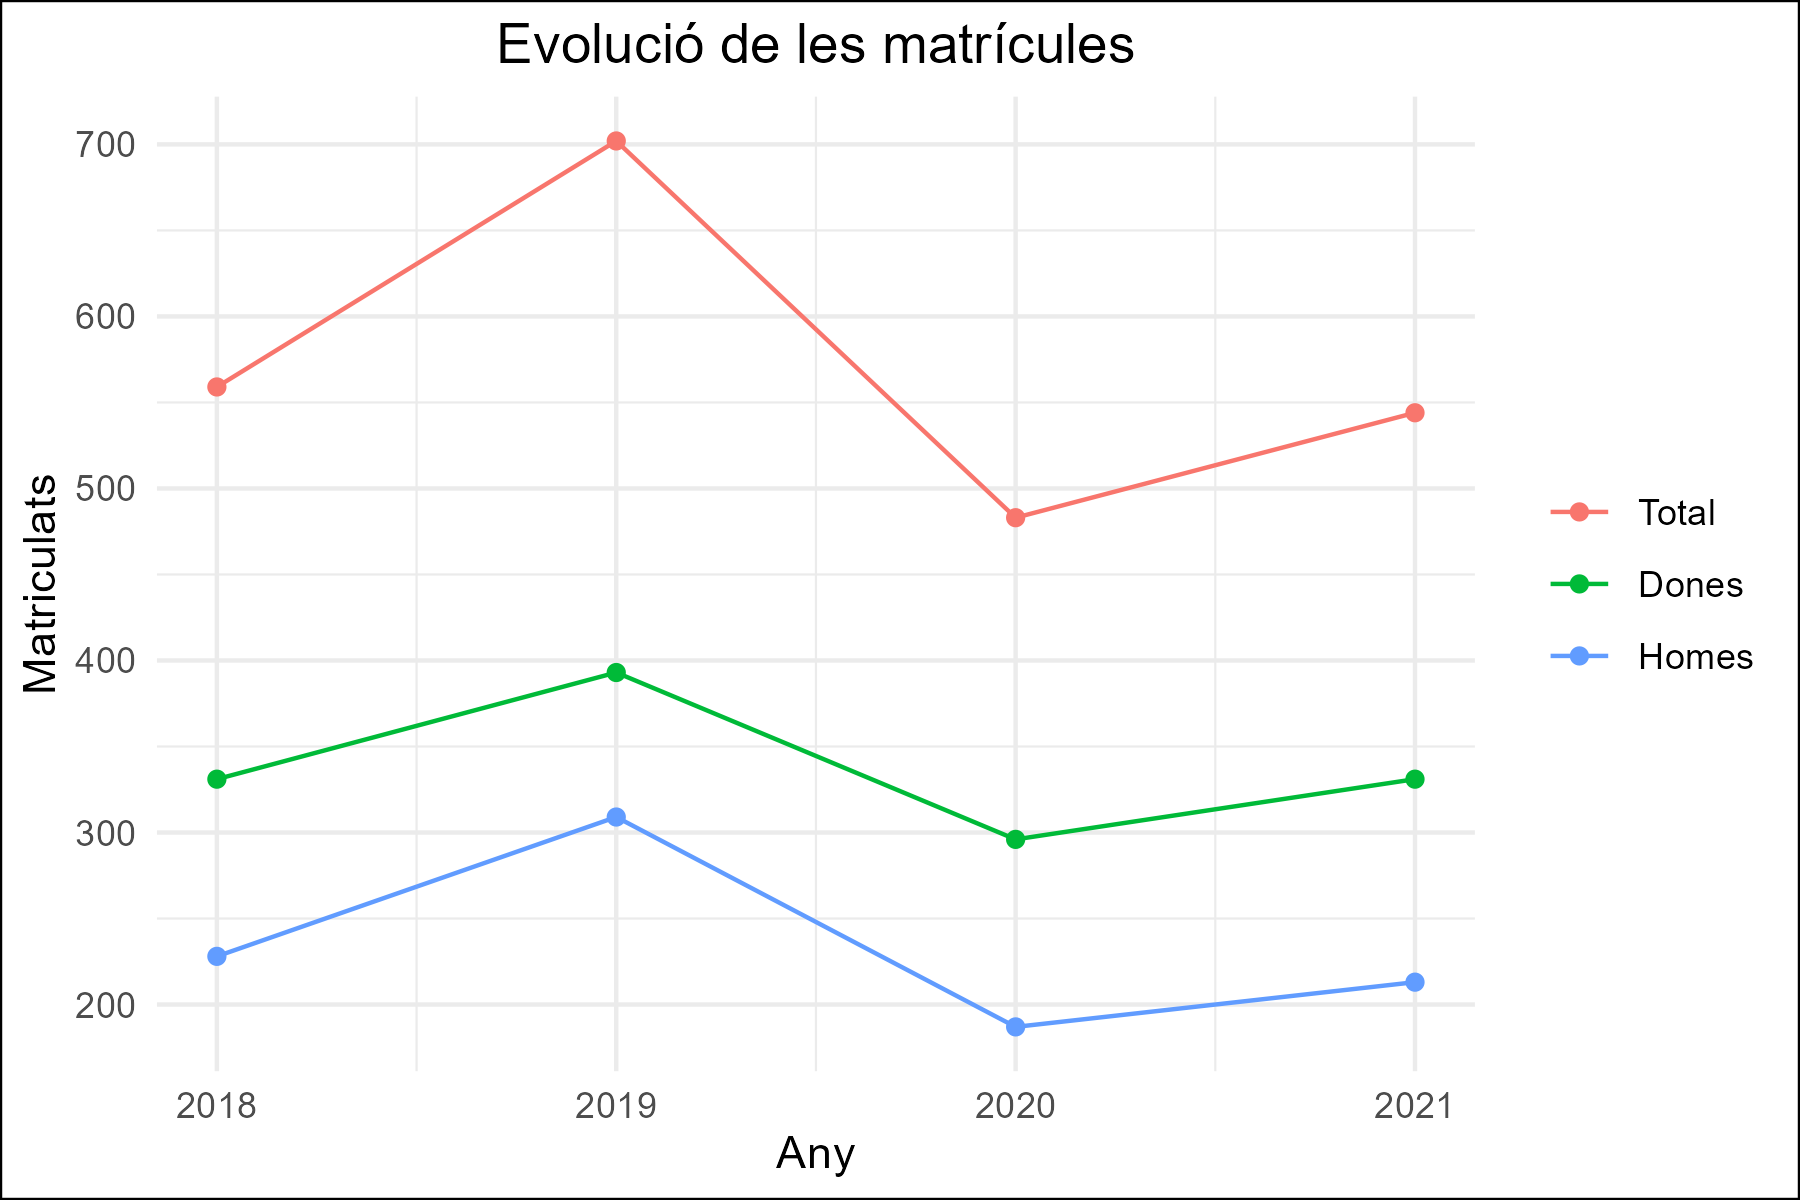 Evolució de les matrícules
Matriculats
700
600
500
400
300
200
2018
2019
2020
2021
Any
Total
Dones
Homes